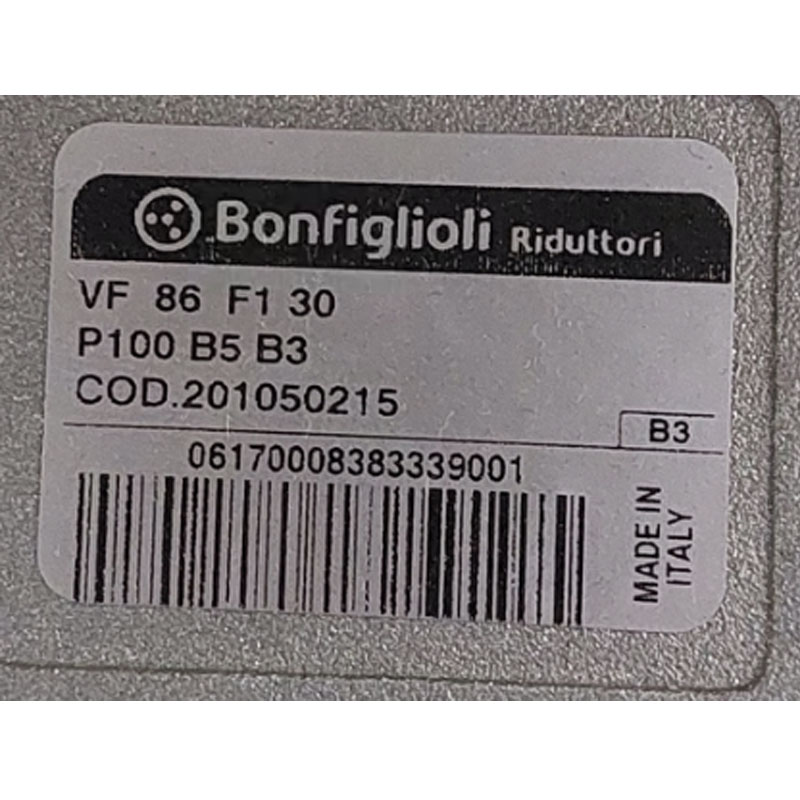 Bonfiglioli Riduttori
VF 86 F1 30
P100 B5 B3
COD.201050215
B3
06170008383339001
MADE IN
ITALY